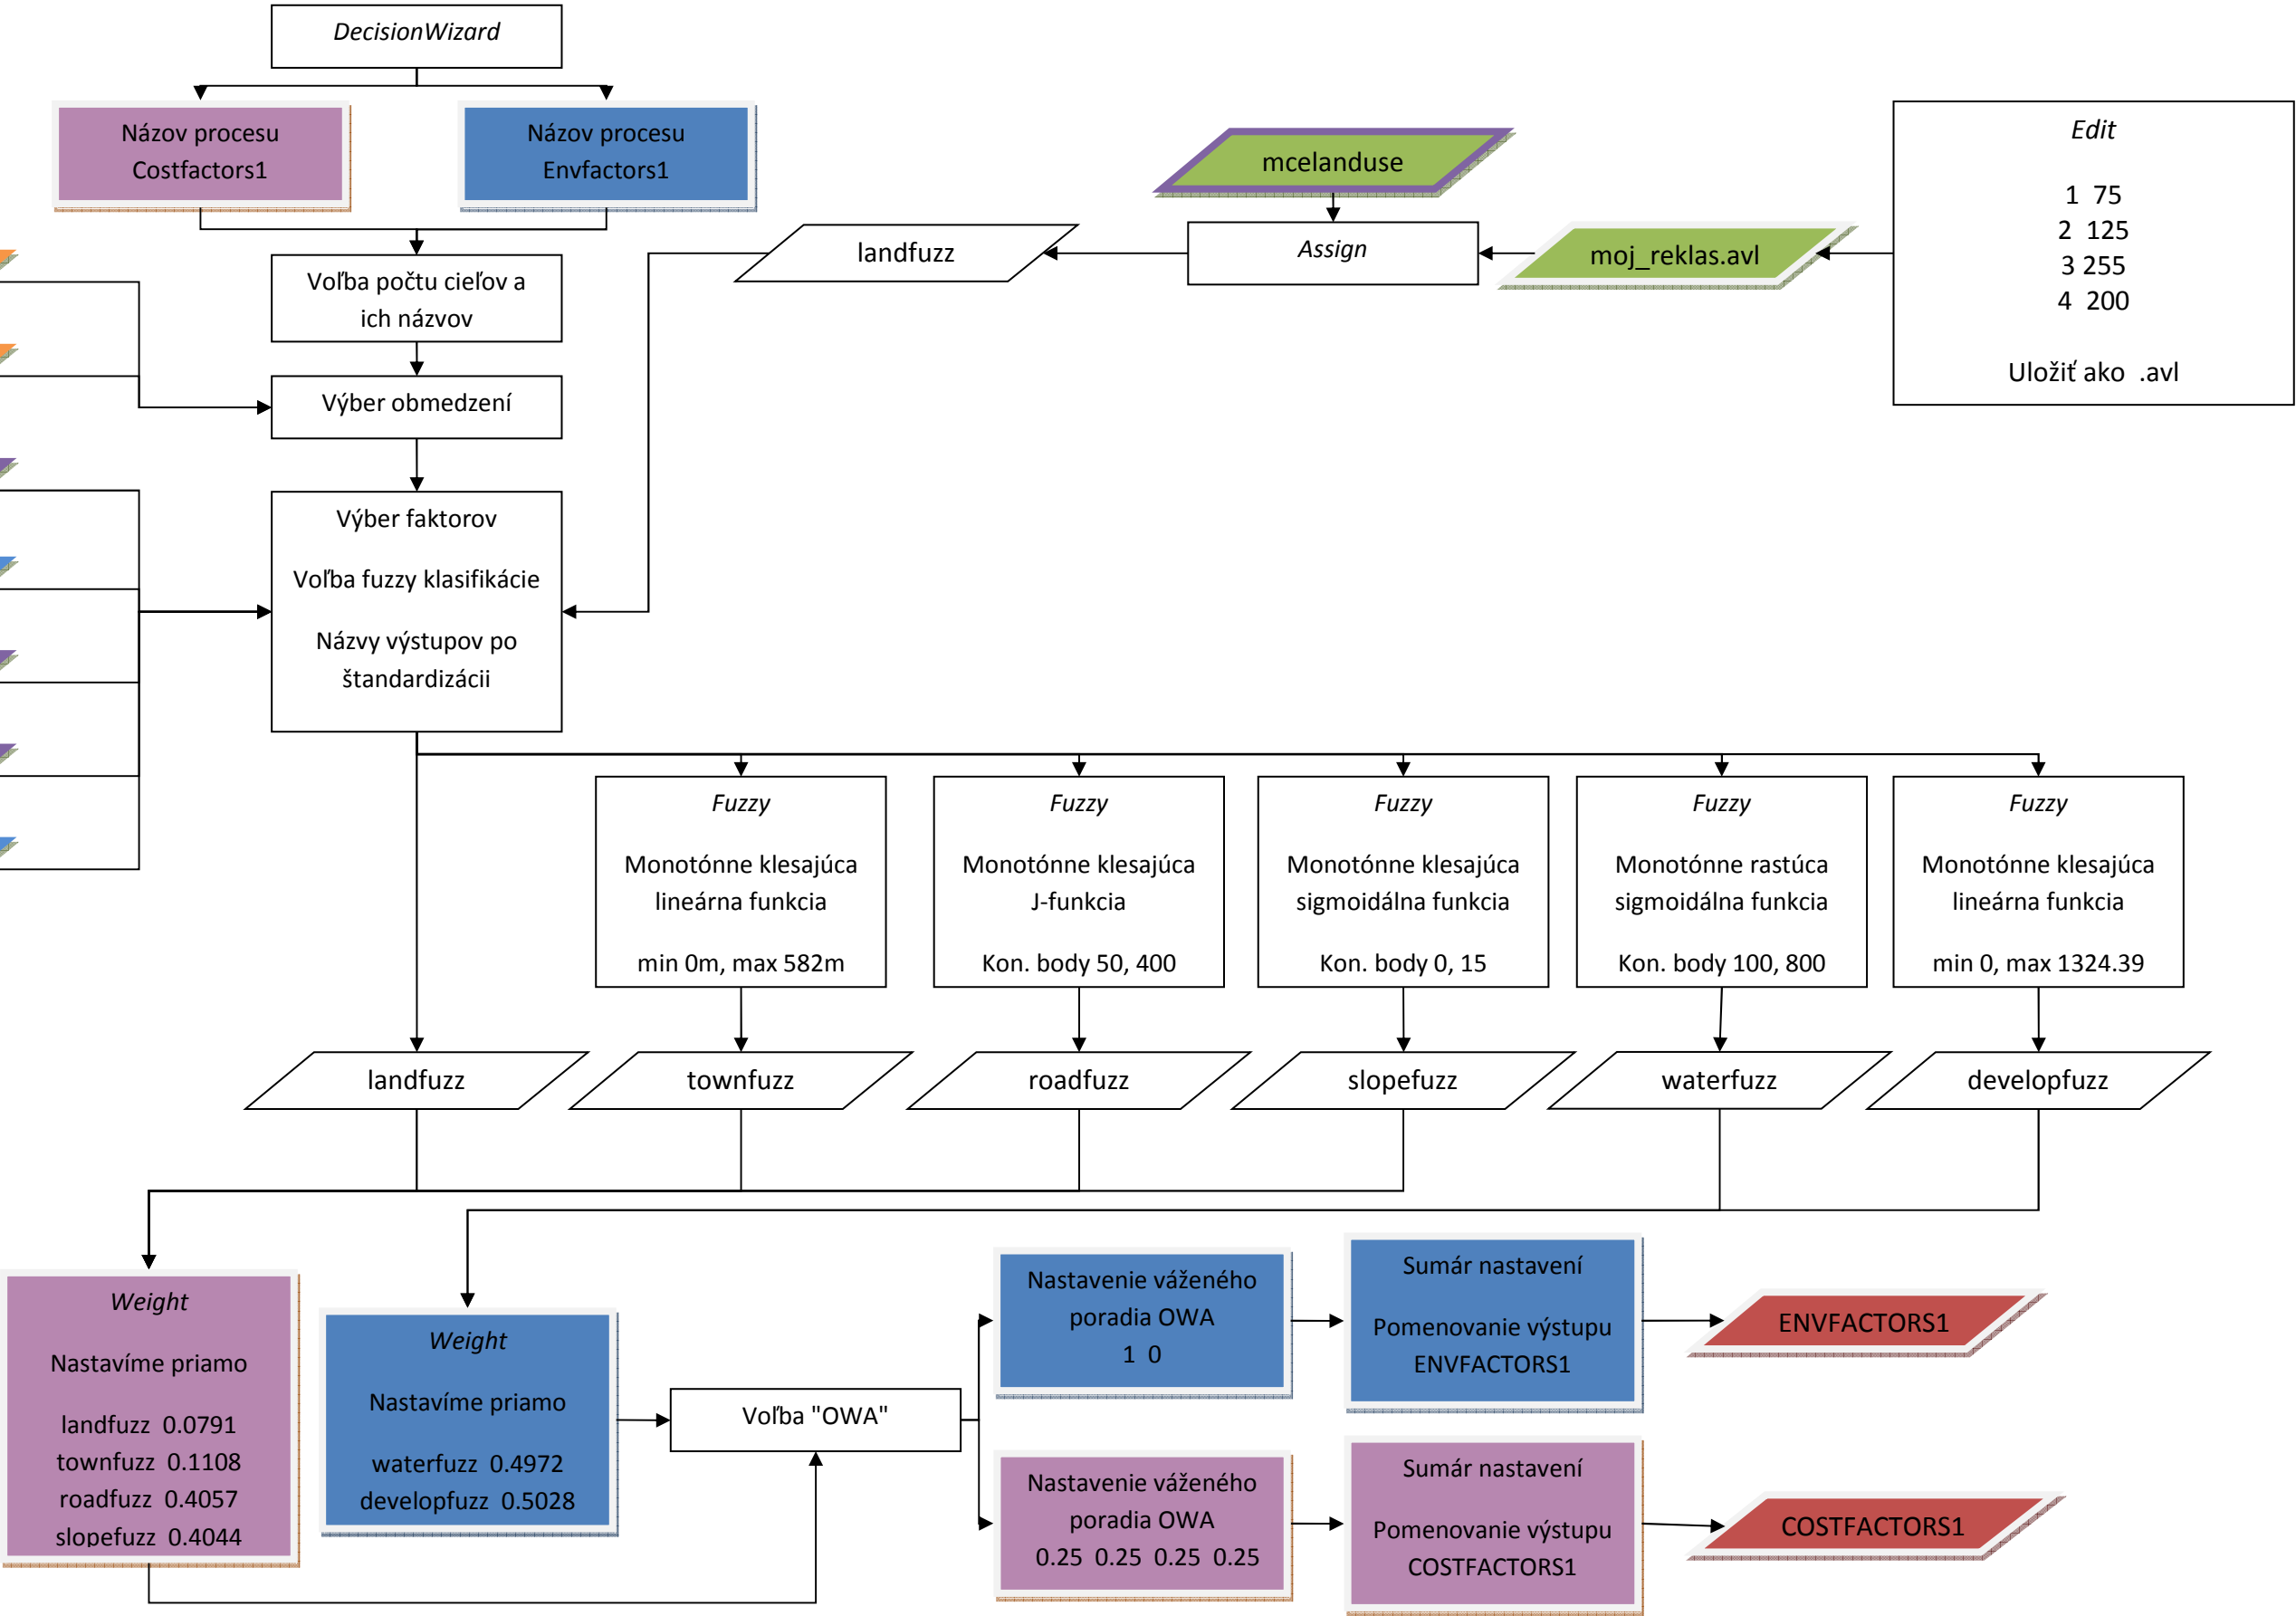 DecisionWizard
Názov procesu
Costfactors1
Názov procesu
Envfactors1
mcelanduse
Edit
1 75
2 125
3 255
4 200
Uložiť ako .avl
landfuzz
Assign
moj_reklas.avl
Voľba počtu cieľov a
ich názvov
Výber obmedzení
Výber faktorov
Voľba fuzzy klasifikácie
Názvy výstupov po
štandardizácii
Fuzzy
Monotónne klesajúca
lineárna funkcia
min 0m, max 582m
Fuzzy
Monotónne klesajúca
J-funkcia
Kon. body 50, 400
Fuzzy
Monotónne klesajúca
sigmoidálna funkcia
Kon. body 0, 15
Fuzzy
Monotónne rastúca
sigmoidálna funkcia
Kon. body 100, 800
Fuzzy
Monotónne klesajúca
lineárna funkcia
min 0, max 1324.39
landfuzz
townfuzz
roadfuzz
slopefuzz
waterfuzz
developfuzz
Weight
Nastavíme priamo
landfuzz 0.0791
townfuzz 0.1108
roadfuzz 0.4057
slopefuzz 0.4044
Weight
Nastavíme priamo
waterfuzz 0.4972
developfuzz 0.5028
Voľba "OWA"
Nastavenie váženého
poradia OWA
1 0
Sumár nastavení
Pomenovanie výstupu
ENVFACTORS1
ENVFACTORS1
Nastavenie váženého
poradia OWA
0.25 0.25 0.25 0.25
Sumár nastavení
Pomenovanie výstupu
COSTFACTORS1
COSTFACTORS1